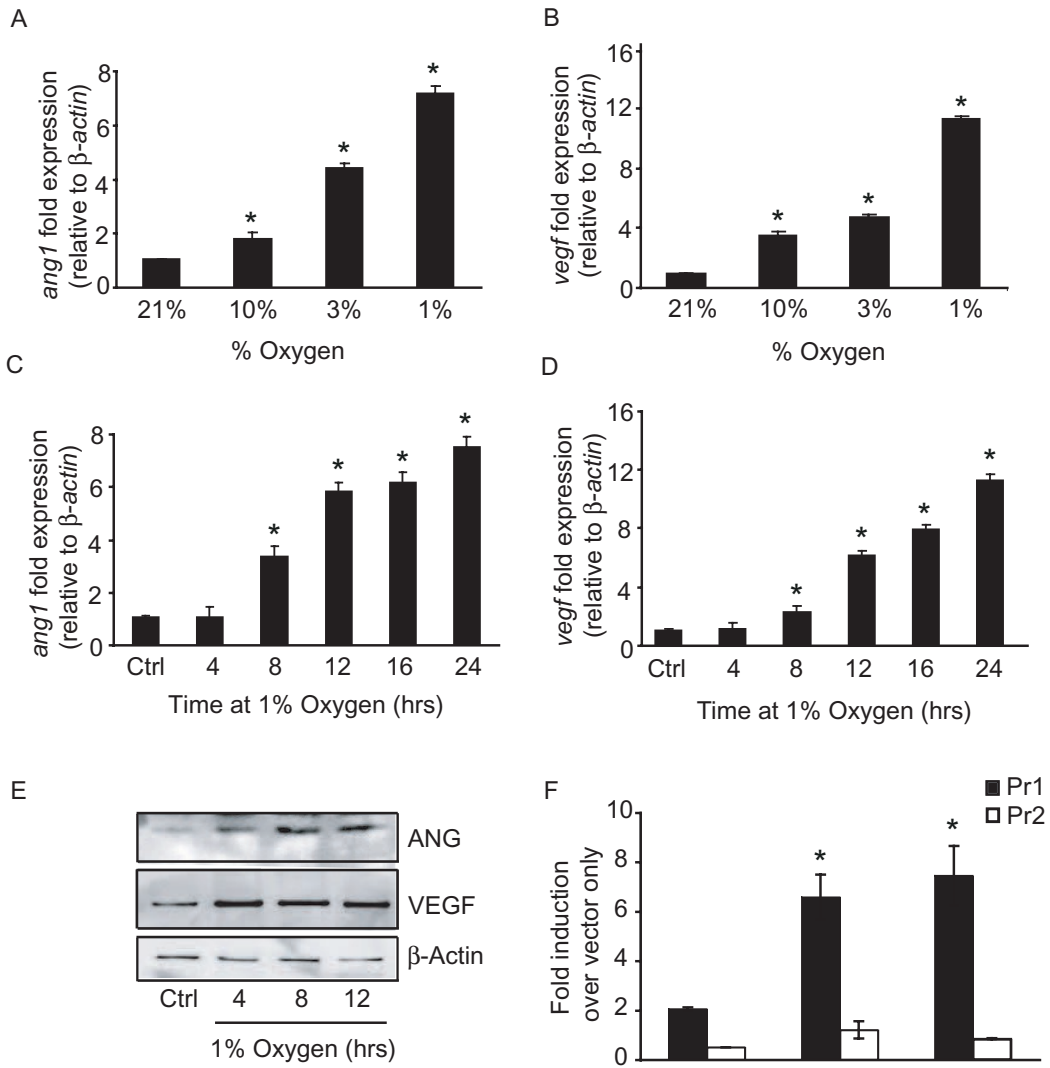 A
ang1 fold expression
(relative to β-actin)
8
6
4
2
0
*
*
*
21% 10% 3% 1%
% Oxygen
B
vegf fold expression
(relative to β-actin)
16
12
8
4
0
*
*
*
21% 10% 3% 1%
% Oxygen
C
ang1 fold expression
(relative to β-actin)
8
6
4
2
0
*
*
*
*
Ctrl 4 8 12 16 24
Time at 1% Oxygen (hrs)
D
vegf fold expression
(relative to β-actin)
16
12
8
4
0
*
*
*
*
Ctrl 4 8 12 16 24
Time at 1% Oxygen (hrs)
E
ANG
VEGF
β-Actin
Ctrl 4 8 12
1% Oxygen (hrs)
F
Pr1
Pr2
Fold induction
over vector only
10
8
6
4
2
0
*
*